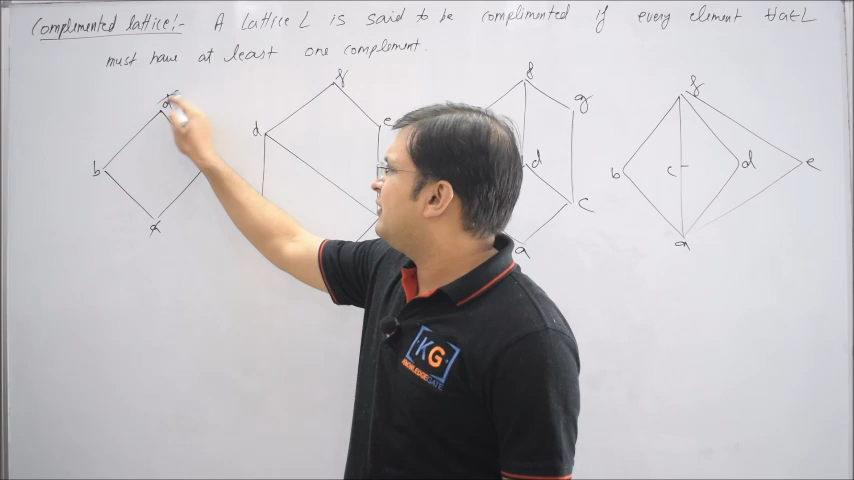 Complemented lattice:- A Lattice L is said to be complimented if every element ∀a∈L
must have at least one complement.
b
a
d
f
e
f
g
d
c
a
f
b
c
d
e
a
KG
KNOWLEDGE GATE